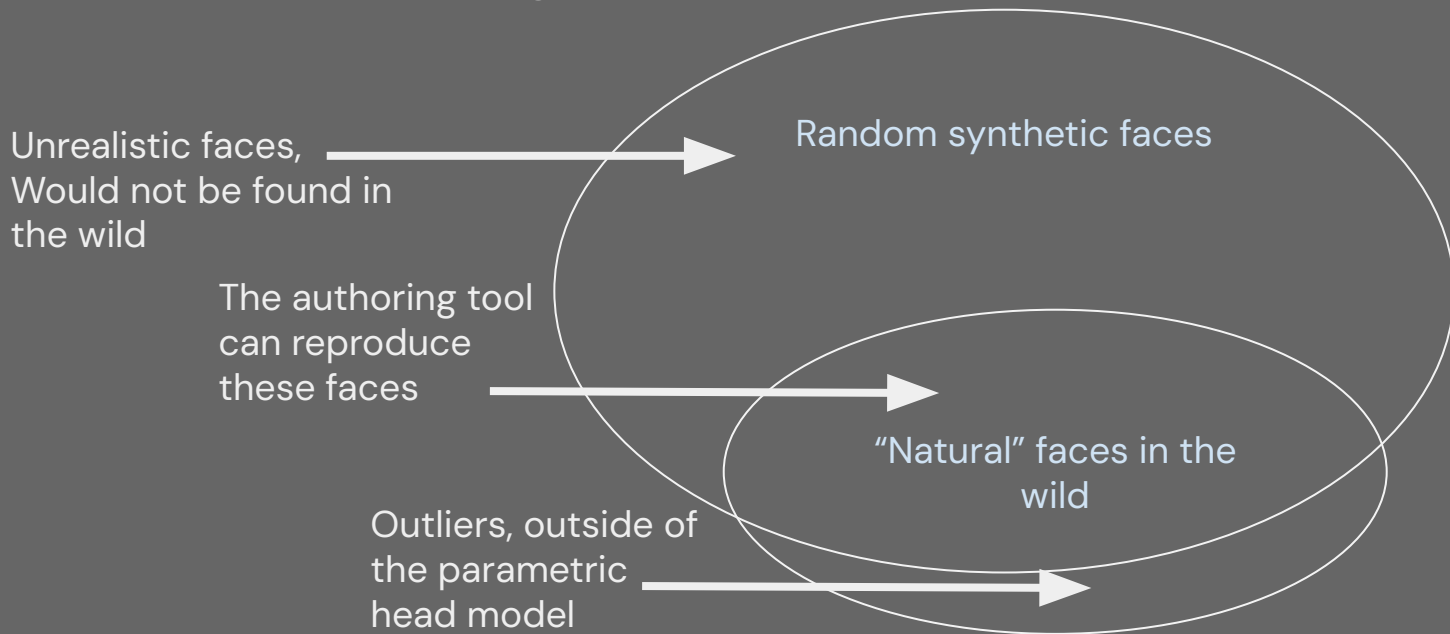 Random synthetic faces
Unrealistic faces,
Would not be found in
the wild
The authoring tool
can reproduce
these faces
“Natural” faces in the
wild
Outliers, outside of
the parametric
head model